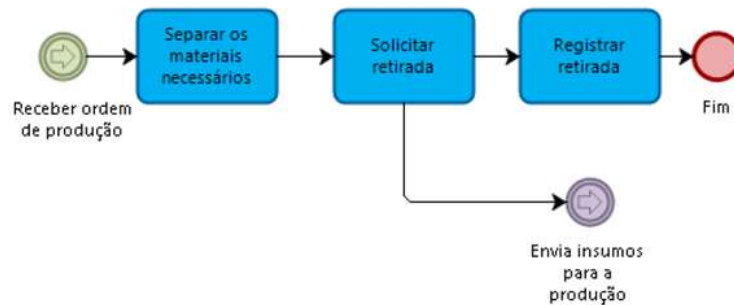 Receber ordem
de produção
Separar os
materiais
necessários
Solicitar
retirada
Registrar
retirada
Fim
Envia insumos
para a
produção